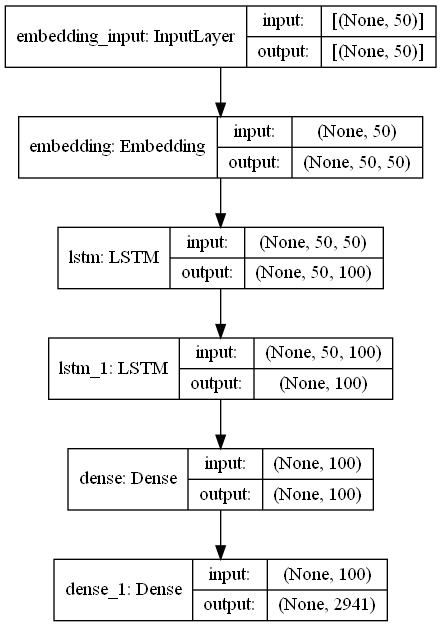 embedding_input: InputLayer
input: [(None, 50)]
output: [(None, 50)]
embedding: Embedding
input: (None, 50)
output: (None, 50, 50)
lstm: LSTM
input: (None, 50, 50)
output: (None, 50, 100)
lstm_1: LSTM
input: (None, 50, 100)
output: (None, 100)
dense: Dense
input: (None, 100)
output: (None, 100)
dense_1: Dense
input: (None, 100)
output: (None, 2941)